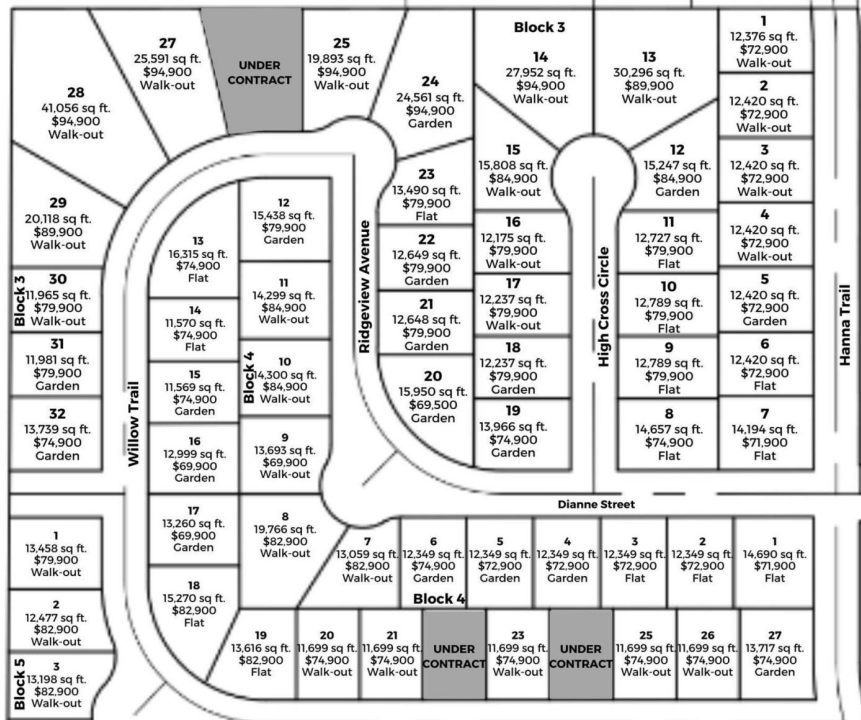 Block 3
27
25,591 sq ft.
$94,900
Walk-out
UNDER
CONTRACT
25
19,893 sq ft.
$94,900
Walk-out
28
41,056 sq ft.
$94,900
Walk-out
24
24,561 sq ft.
$94,900
Garden
14
27,952 sq ft.
$94,900
Walk-out
13
30,296 sq ft.
$89,900
Walk-out
1
12,376 sq ft.
$72,900
Walk-out
2
12,420 sq ft.
$72,900
Walk-out
15
15,808 sq ft.
$84,900
Walk-out
12
15,247 sq ft.
$84,900
Garden
3
12,420 sq ft.
$72,900
Walk-out
29
20,118 sq ft.
$89,900
Walk-out
23
13,490 sq ft.
$79,900
Flat
12
15,438 sq ft.
$79,900
Garden
13
16,315 sq ft.
$74,900
Flat
22
12,649 sq ft.
$79,900
Garden
16
12,175 sq ft.
$79,900
Walk-out
11
12,727 sq ft.
$79,900
Flat
4
12,420 sq ft.
$72,900
Walk-out
Block 3
30
11,965 sq ft.
$79,900
Walk-out
14
11,570 sq ft.
$74,900
Flat
11
14,299 sq ft.
$84,900
Walk-out
Ridgeview Avenue
21
12,648 sq ft.
$79,900
Garden
17
12,237 sq ft.
$79,900
Walk-out
High Cross Circle
10
12,789 sq ft.
$79,900
Flat
5
12,420 sq ft.
$72,900
Garden
Hanna Trail
31
11,981 sq ft.
$79,900
Garden
Willow Trail
15
11,569 sq ft.
$74,900
Garden
Block 4
10
14,300 sq ft.
$84,900
Walk-out
20
15,950 sq ft.
$69,500
Garden
18
12,237 sq ft.
$79,900
Garden
9
12,789 sq ft.
$79,900
Flat
6
12,420 sq ft.
$72,900
Flat
32
13,739 sq ft.
$74,900
Garden
16
12,999 sq ft.
$69,900
Garden
9
13,693 sq ft.
$69,900
Walk-out
19
13,966 sq ft.
$74,900
Garden
8
14,657 sq ft.
$74,900
Flat
7
14,194 sq ft.
$71,900
Flat
Dianne Street
17
13,260 sq ft.
$69,900
Garden
8
19,766 sq ft.
$82,900
Walk-out
1
13,458 sq ft.
$79,900
Walk-out
7
13,059 sq ft.
$82,900
Walk-out
6
12,349 sq ft.
$74,900
Garden
5
12,349 sq ft.
$72,900
Garden
4
12,349 sq ft.
$72,900
Garden
3
12,349 sq ft.
$72,900
Flat
2
12,349 sq ft.
$72,900
Flat
1
14,690 sq ft.
$71,900
Flat
Block 4
18
15,270 sq ft.
$82,900
Flat
2
12,477 sq ft.
$82,900
Walk-out
Block 5
3
13,198 sq ft.
$82,900
Walk-out
19
13,616 sq ft.
$82,900
Flat
20
11,699 sq ft.
$74,900
Walk-out
21
11,699 sq ft.
$74,900
Walk-out
UNDER
CONTRACT
23
11,699 sq ft.
$74,900
Walk-out
UNDER
CONTRACT
25
11,699 sq ft.
$74,900
Walk-out
26
11,699 sq ft.
$74,900
Walk-out
27
13,717 sq ft.
$74,900
Garden